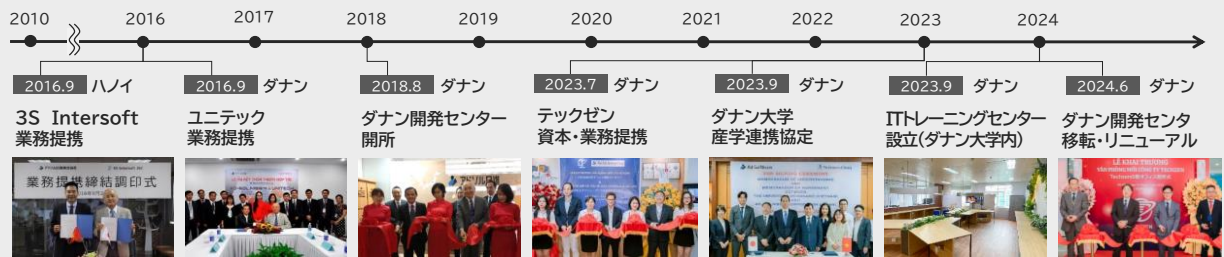 2010 2016 2017 2018 2019 2020 2021 2022 2023 2024
2016.9 ハノイ
3S Intersoft
業務提携
2016.9 ダナン
ユニテック
業務提携
2018.8 ダナン
ダナン開発センター
開所
2023.7 ダナン
テックゼン
資本・業務提携
2023.9 ダナン
ダナン大学
産学連携協定
2023.9 ダナン
ITトレーニングセンター
設立(ダナン大学内)
2024.6 ダナン
ダナン開発センタ
移転・リニューアル
業務提携締結調印式
LỄ KHAI TRƯƠNG